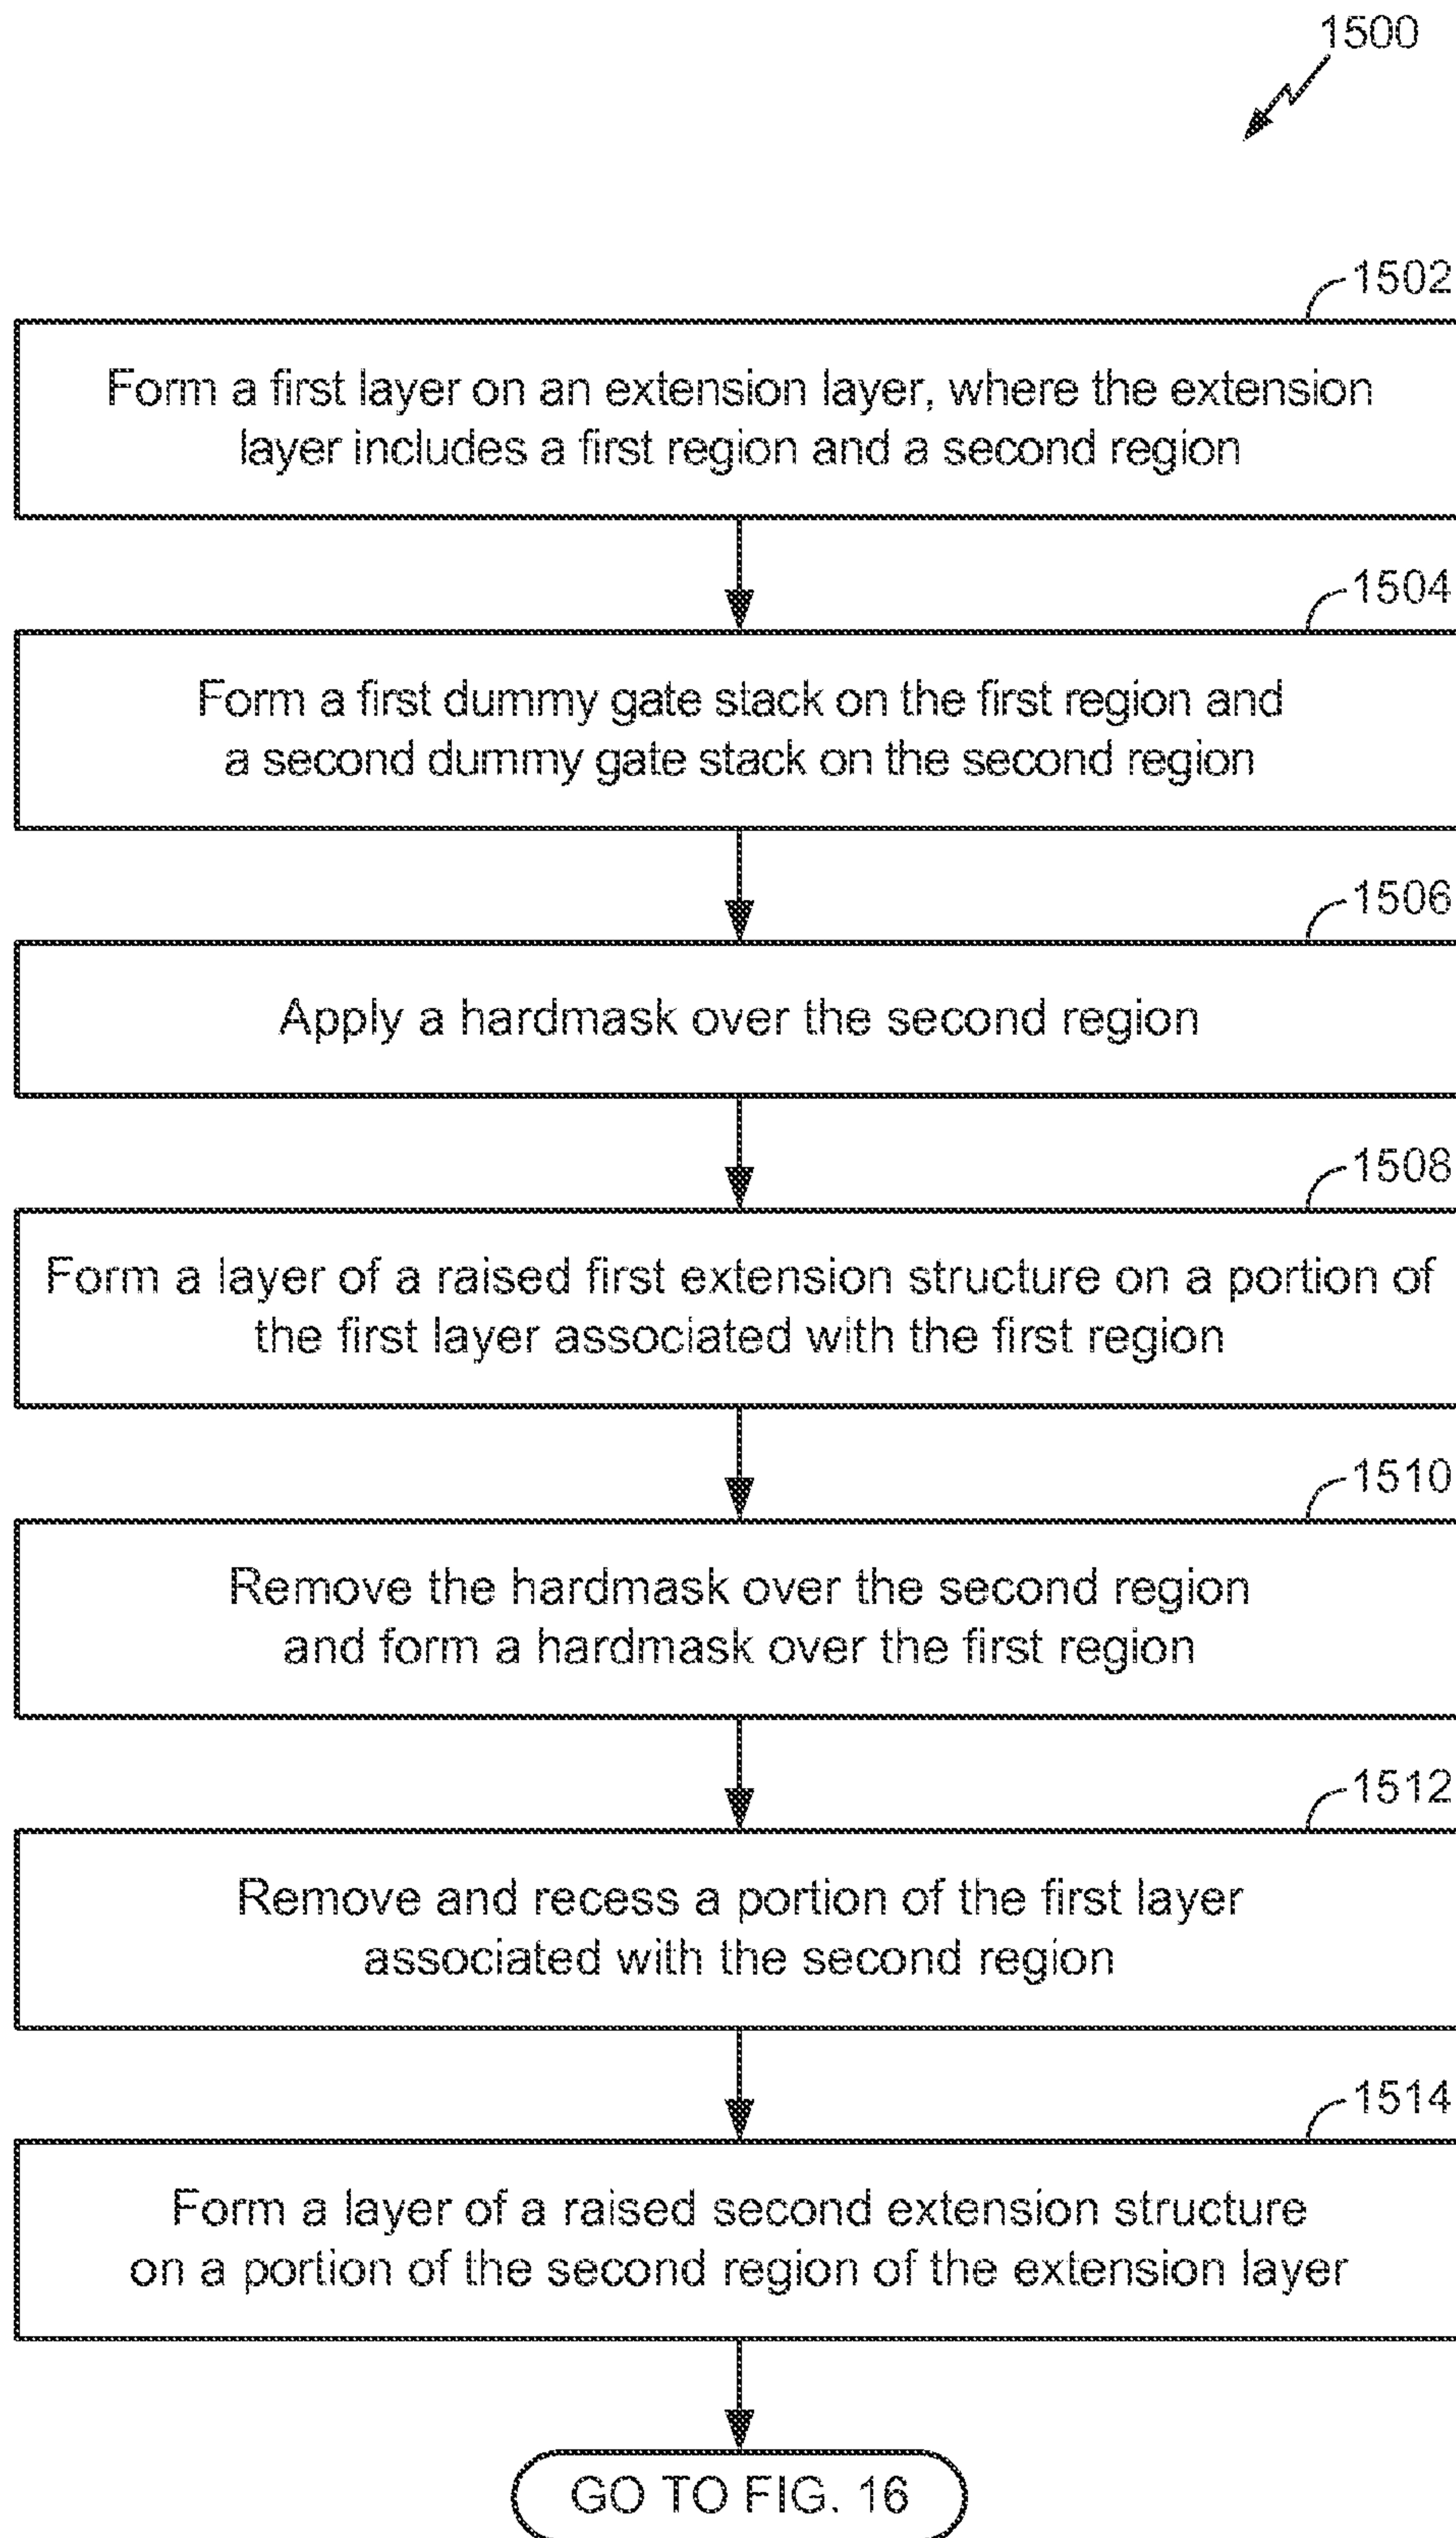 1500
1502
Form a first layer on an extension layer, where the extension
layer includes a first region and a second region
1504
Form a first dummy gate stack on the first region and
a second dummy gate stack on the second region
1506
Apply a hardmask over the second region
1508
Form a layer of a raised first extension structure on a portion of
the first layer associated with the first region
1510
Remove the hardmask over the second region
and form a hardmask over the first region
1512
Remove and recess a portion of the first layer
associated with the second region
1514
Form a layer of a raised second extension structure
on a portion of the second region of the extension layer
GO TO FIG. 16